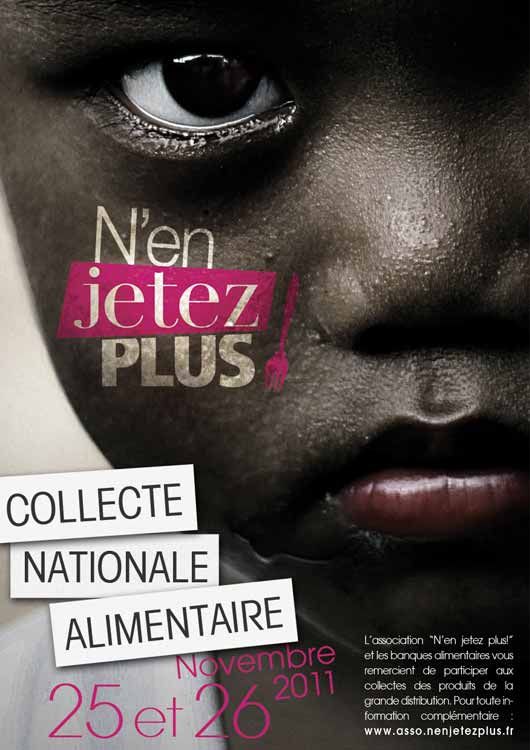 N'en
jetez
PLUS!
COLLECTE
NATIONALE
ALIMENTAIRE
Novembre
25 et 26 2011
L'association "N'en jetez plus!"
et les banques alimentaires vous
remercient de participer aux
collectes des produits de la
grande distribution. Pour toute in-
formation complémentaire :
www.asso.nenjetezplus.fr